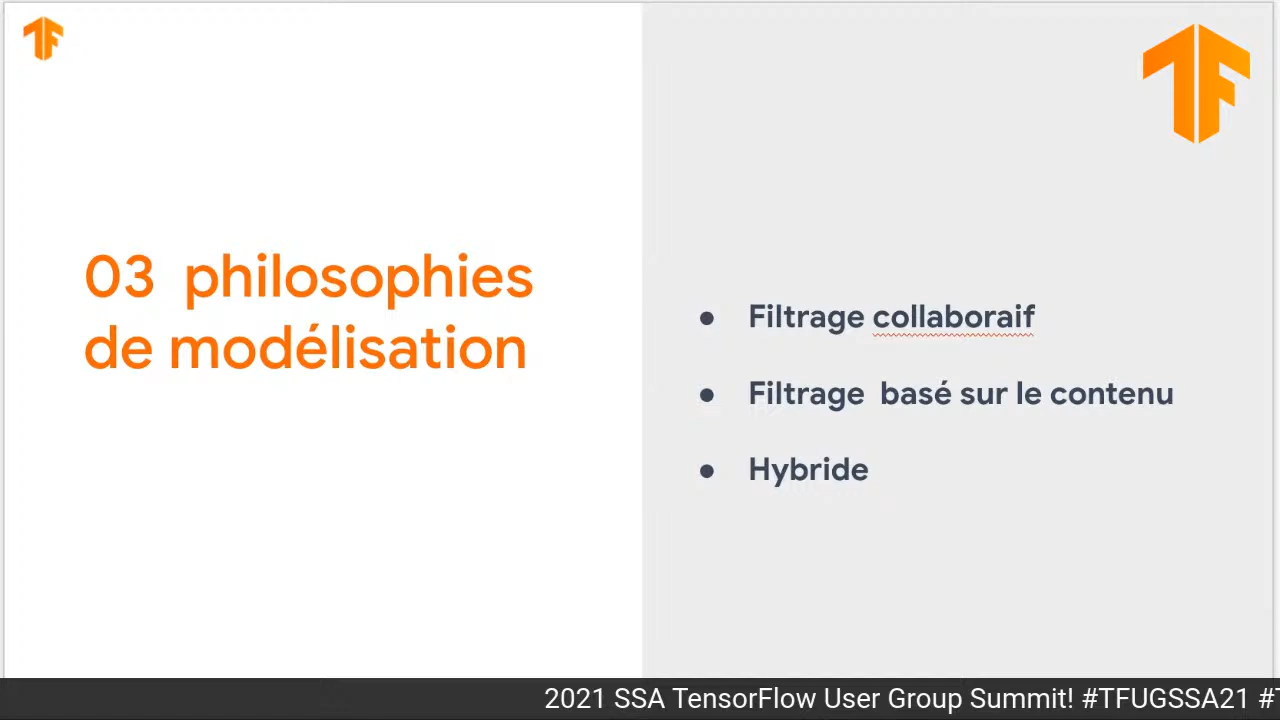 03 philosophies
de modélisation
● Filtrage collaboraif
● Filtrage basé sur le contenu
● Hybride
2021 SSA TensorFlow User Group Summit! #TFUGSSA21 #